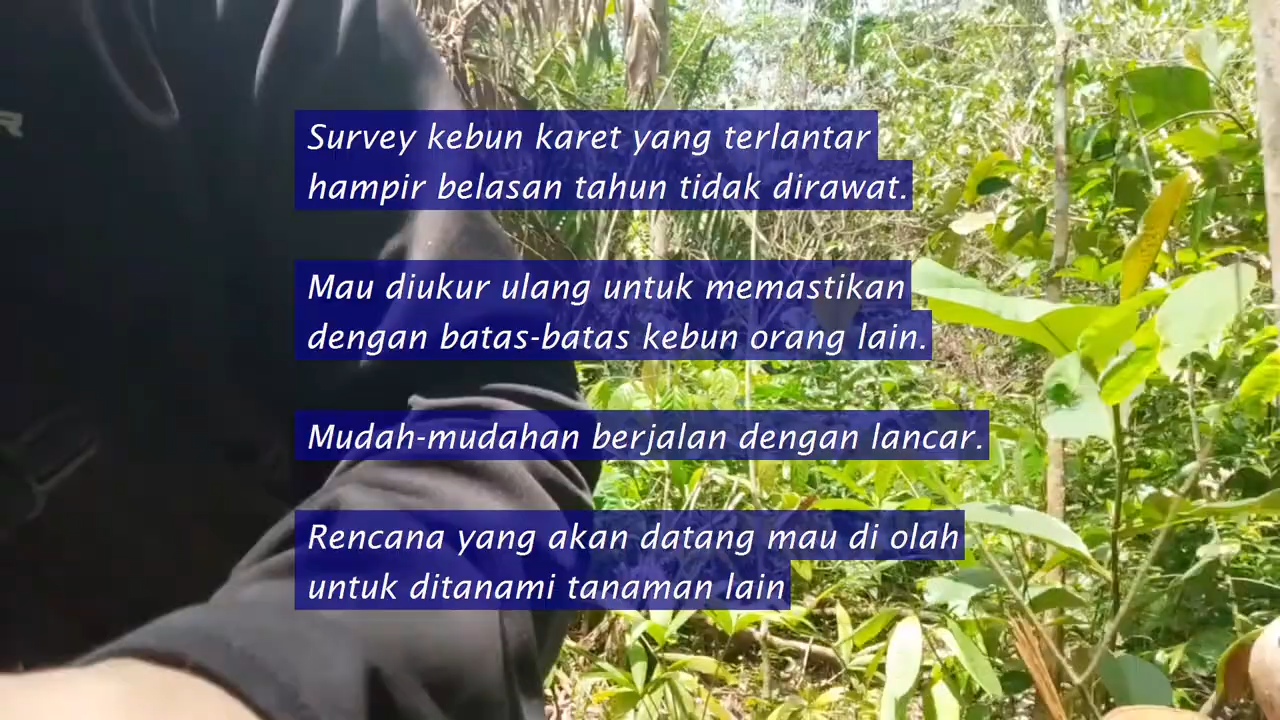 Survey kebun karet yang terlantar
hampir belasan tahun tidak dirawat.
Mau diukur ulang untuk memastikan
dengan batas-batas kebun orang lain.
Mudah-mudahan berjalan dengan lancar.
Rencana yang akan datang mau di olah
untuk ditanami tanaman lain